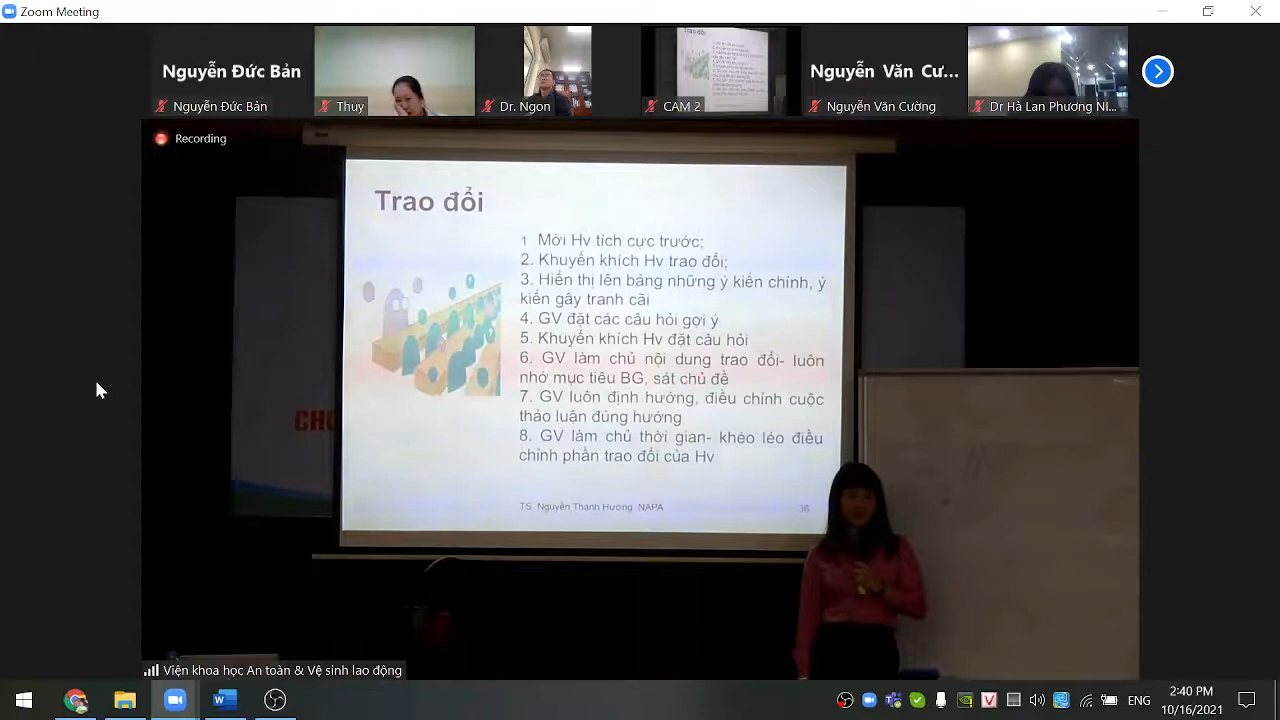 Zoom Meeting
Nguyễn Đức Bản
Nguyễn Văn Cư...
Nguyễn Đức Bản
Thuy
Dr. Ngon
CAM 2
Nguyễn Văn Cường
Dr Hà Lan Phương NI...
Recording
Trao đổi
1 Mời Hv tích cực trước;
2. Khuyến khích Hv trao đổi;
3. Hiển thị lên bảng những ý kiến chính, ý
kiến gây tranh cãi
4. GV đặt các câu hỏi gợi ý
5. Khuyến khích Hv đặt câu hỏi
6. GV làm chủ nội dung trao đổi- luôn
nhớ mục tiêu BG, sát chủ đề
7. GV luôn định hướng, điều chỉnh cuộc
thảo luận đúng hướng
8. GV làm chủ thời gian- khéo léo điều
chỉnh phần trao đổi của Hv
TS. Nguyễn Thanh Hương NAPA
36
CHO
Viện khoa học An toàn & Vệ sinh lao động
ENG
2:40 PM
10/16/2021